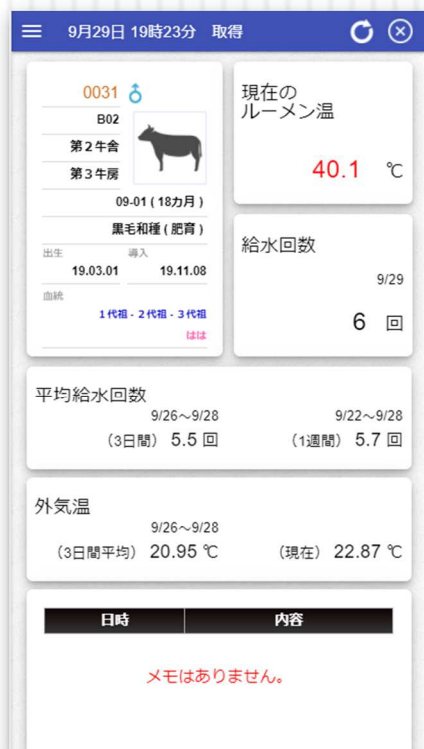 9月29日 19時23分 取得
0031
B02
第２牛舎
第３牛房
09-01 ( 18カ月 )
黒毛和種 ( 肥育 )
出生 導入
19.03.01 19.11.08
血統
1代祖 - 2代祖 - 3代祖
はは
現在の
ルーメン温
40.1 ℃
給水回数
9/29
6 回
平均給水回数
9/26～9/28 9/22～9/28
（3日間） 5.5 回 （1週間） 5.7 回
外気温
9/26～9/28
（3日間平均） 20.95 ℃ （現在） 22.87 ℃
日時 内容
メモはありません。